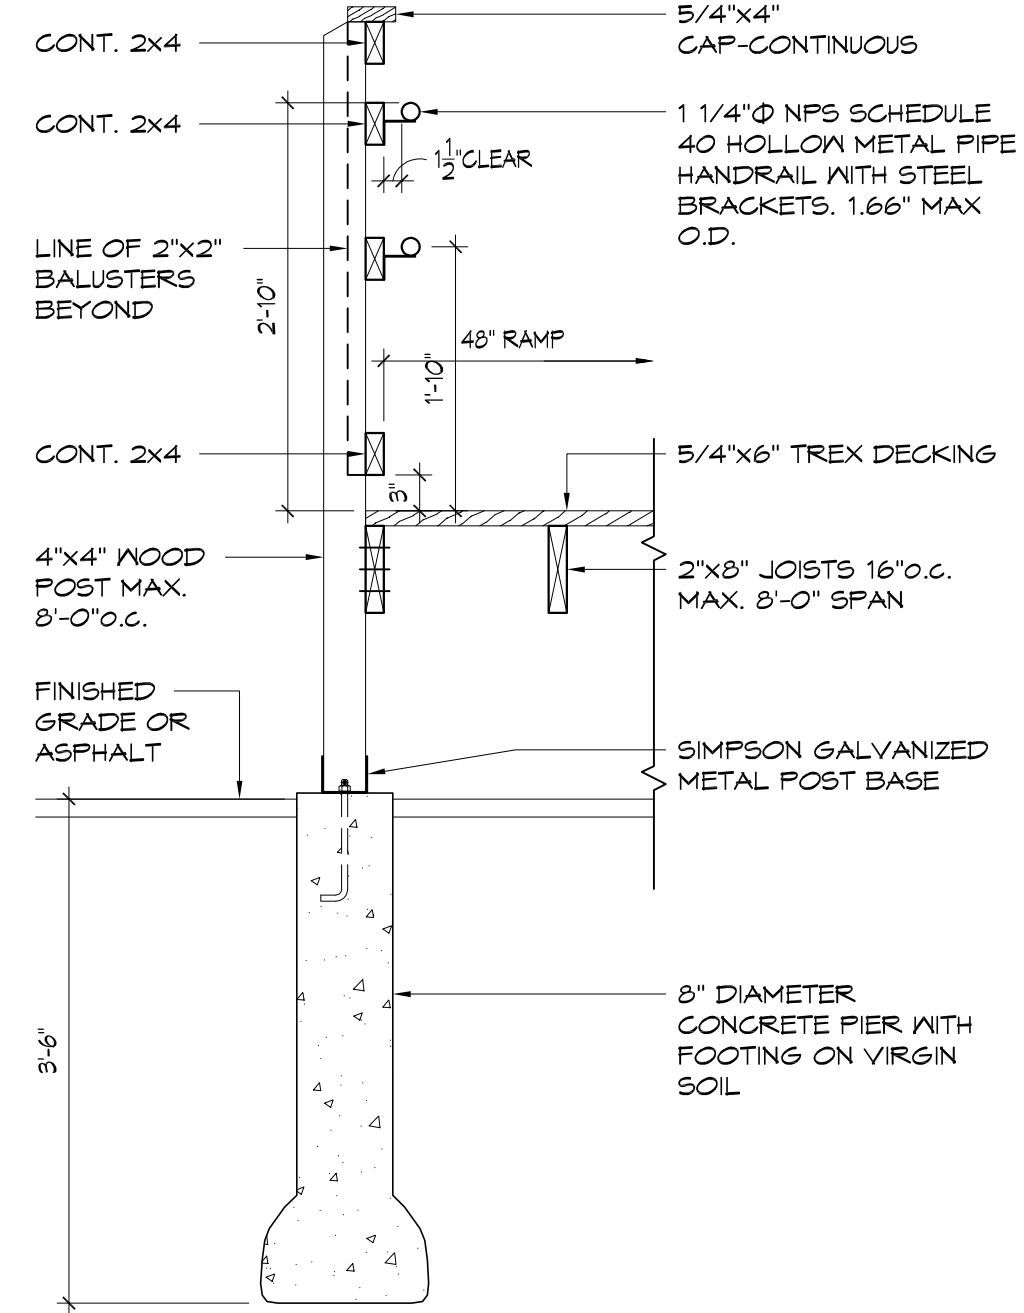 5/4"x4"
CAP-CONTINUOUS
CONT. 2x4
1 1/4"Φ NPS SCHEDULE
40 HOLLOW METAL PIPE
HANDRAIL WITH STEEL
BRACKETS. 1.66" MAX
O.D.
CONT. 2x4
1 1/2" CLEAR
LINE OF 2"x2"
BALUSTERS
BEYOND
2'-10"
48" RAMP
1'-10"
CONT. 2x4
3"
5/4"x6" TREX DECKING
4"x4" WOOD
POST MAX.
8'-0"o.c.
2"x8" JOISTS 16"o.c.
MAX. 8'-0" SPAN
FINISHED
GRADE OR
ASPHALT
SIMPSON GALVANIZED
METAL POST BASE
3'-6"
8" DIAMETER
CONCRETE PIER WITH
FOOTING ON VIRGIN
SOIL